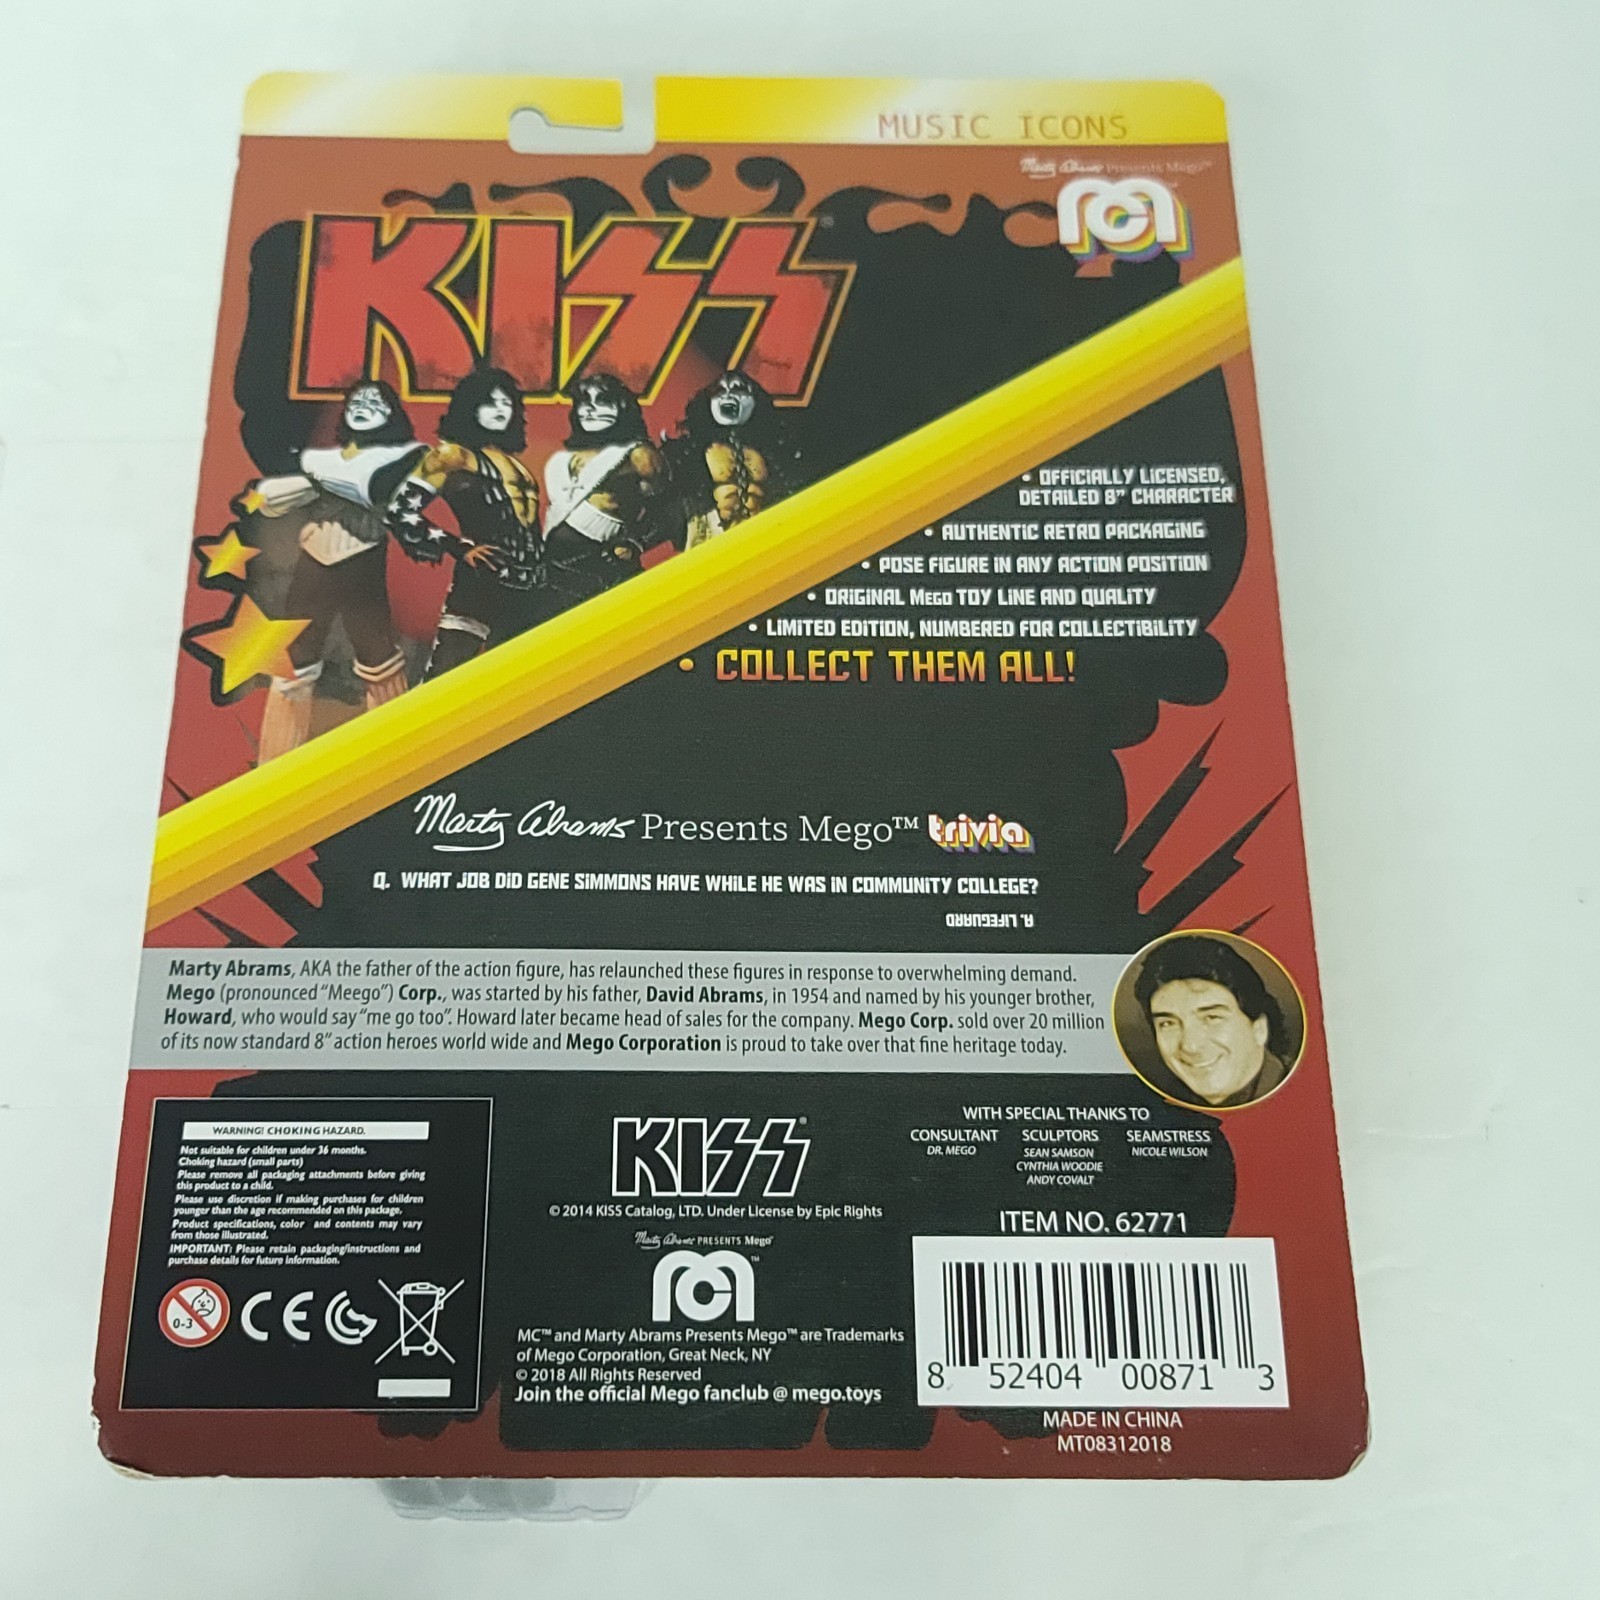 MUSIC ICONS
Marty Abrams Presents Mego™
mc
KISS®
• OFFICIALLY LICENSED,
DETAILED 8" CHARACTER
• AUTHENTIC RETRO PACKAGING
• POSE FIGURE IN ANY ACTION POSITION
• ORIGINAL MEGO TOY LINE AND QUALITY
• LIMITED EDITION, NUMBERED FOR COLLECTIBILITY
• COLLECT THEM ALL!
Marty Abrams Presents Mego™ trivia
Q. WHAT JOB DID GENE SIMMONS HAVE WHILE HE WAS IN COMMUNITY COLLEGE?
A. LIFEGUARD
Marty Abrams, AKA the father of the action figure, has relaunched these figures in response to overwhelming demand.
Mego (pronounced "Meego") Corp., was started by his father, David Abrams, in 1954 and named by his younger brother,
Howard, who would say "me go too". Howard later became head of sales for the company. Mego Corp. sold over 20 million
of its now standard 8" action heroes world wide and Mego Corporation is proud to take over that fine heritage today.
WARNING! CHOKING HAZARD.
Not suitable for children under 36 months.
Choking hazard (small parts)
Please remove all packaging attachments before giving
this product to a child.
Please use discretion if making purchases for children
younger than the age recommended on this package.
Product specifications, color and contents may vary
from those illustrated.
IMPORTANT: Please retain packaging/instructions and
purchase details for future information.
0-3
CE
KISS®
© 2014 KISS Catalog, LTD. Under License by Epic Rights
Marty Abrams PRESENTS Mego™
mc™
MC™ and Marty Abrams Presents Mego™ are Trademarks
of Mego Corporation, Great Neck, NY
© 2018 All Rights Reserved
Join the official Mego fanclub @ mego.toys
WITH SPECIAL THANKS TO
CONSULTANT
DR. MEGO
SCULPTORS
SEAN SAMSON
CYNTHIA WOODIE
ANDY COVALT
SEAMSTRESS
NICOLE WILSON
ITEM NO. 62771
8 52404 00871 3
MADE IN CHINA
MT08312018